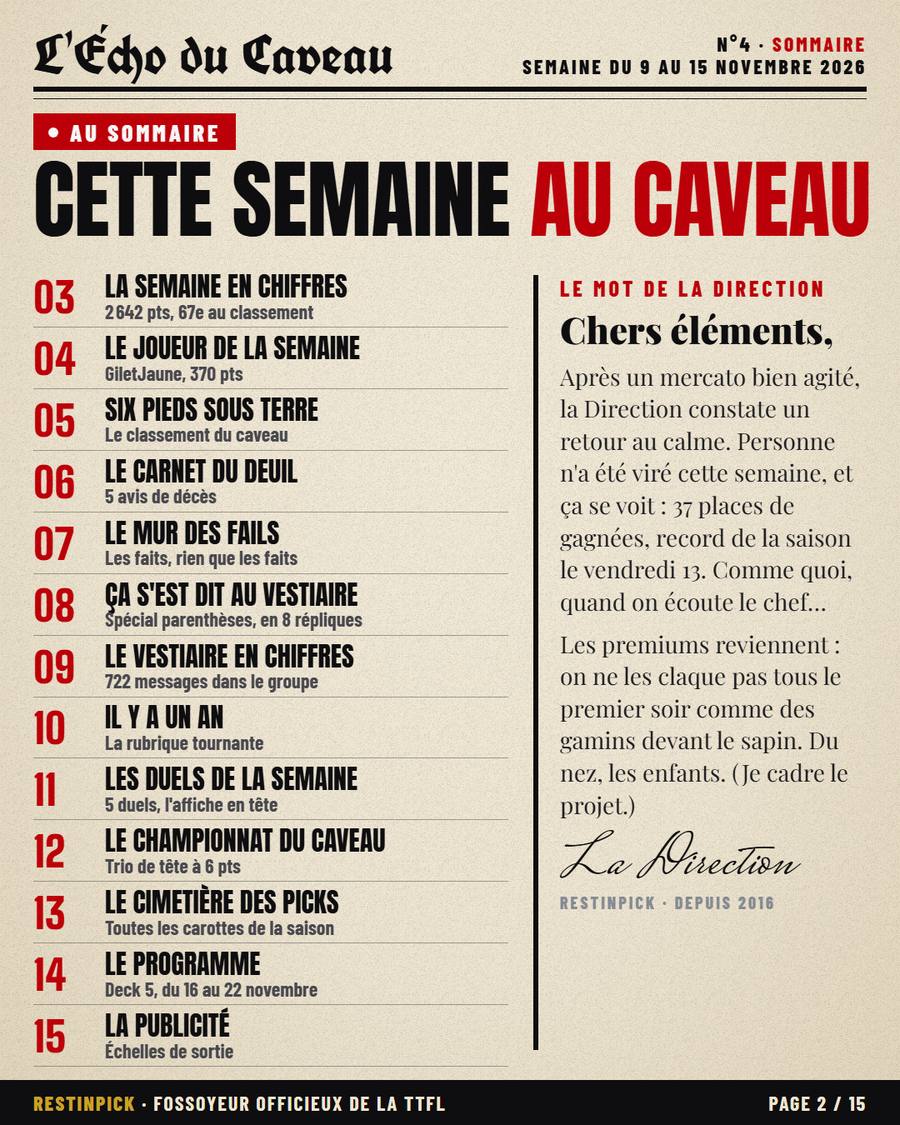 L'Écho du Caveau
N°4 · SOMMAIRE
SEMAINE DU 9 AU 15 NOVEMBRE 2026
• AU SOMMAIRE
CETTE SEMAINE AU CAVEAU
03 LA SEMAINE EN CHIFFRES
2 642 pts, 67e au classement
04 LE JOUEUR DE LA SEMAINE
GiletJaune, 370 pts
05 SIX PIEDS SOUS TERRE
Le classement du caveau
06 LE CARNET DU DEUIL
5 avis de décès
07 LE MUR DES FAILS
Les faits, rien que les faits
08 ÇA S'EST DIT AU VESTIAIRE
Spécial parenthèses, en 8 répliques
09 LE VESTIAIRE EN CHIFFRES
722 messages dans le groupe
10 IL Y A UN AN
La rubrique tournante
11 LES DUELS DE LA SEMAINE
5 duels, l'affiche en tête
12 LE CHAMPIONNAT DU CAVEAU
Trio de tête à 6 pts
13 LE CIMETIÈRE DES PICKS
Toutes les carottes de la saison
14 LE PROGRAMME
Deck 5, du 16 au 22 novembre
15 LA PUBLICITÉ
Échelles de sortie
LE MOT DE LA DIRECTION
Chers éléments,
Après un mercato bien agité,
la Direction constate un
retour au calme. Personne
n'a été viré cette semaine, et
ça se voit : 37 places de
gagnées, record de la saison
le vendredi 13. Comme quoi,
quand on écoute le chef…
Les premiums reviennent :
on ne les claque pas tous le
premier soir comme des
gamins devant le sapin. Du
nez, les enfants. (Je cadre le
projet.)
La Direction
RESTINPICK · DEPUIS 2016
RESTINPICK · FOSSOYEUR OFFICIEUX DE LA TTFL
PAGE 2 / 15